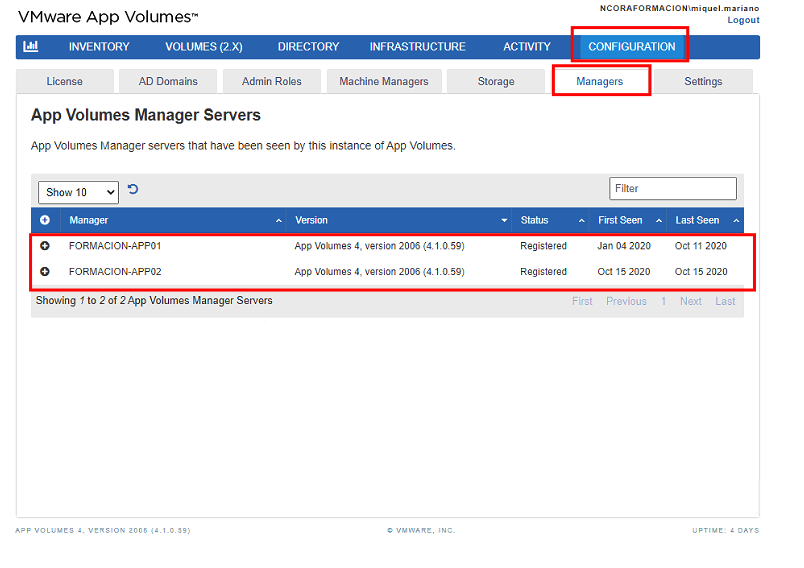 VMware App Volumes™
NCORAFORMACION\miquel.mariano
Logout
INVENTORY VOLUMES (2.X) DIRECTORY INFRASTRUCTURE ACTIVITY CONFIGURATION
License AD Domains Admin Roles Machine Managers Storage Managers Settings
App Volumes Manager Servers
App Volumes Manager servers that have been seen by this instance of App Volumes.
Show 10 Filter
Manager Version Status First Seen Last Seen
FORMACION-APP01 App Volumes 4, version 2006 (4.1.0.59) Registered Jan 04 2020 Oct 11 2020
FORMACION-APP02 App Volumes 4, version 2006 (4.1.0.59) Registered Oct 15 2020 Oct 15 2020
Showing 1 to 2 of 2 App Volumes Manager Servers First Previous 1 Next Last
APP VOLUMES 4, VERSION 2006 (4.1.0.59) © VMWARE, INC. UPTIME: 4 DAYS